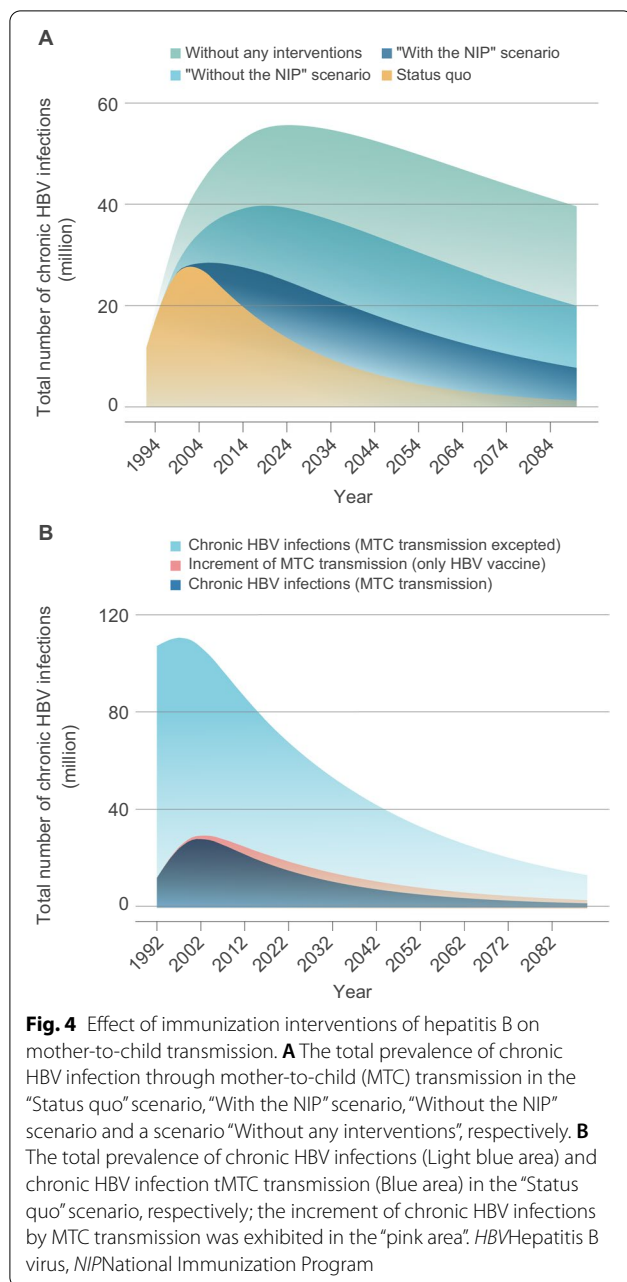 A
Without any interventions "With the NIP" scenario
"Without the NIP" scenario Status quo
Total number of chronic HBV infections
(million)
60
40
20
0
1994 2004 2014 2024 2034 2044 2054 2064 2074 2084
Year
B
Chronic HBV infections (MTC transmission excepted)
Increment of MTC transmission (only HBV vaccine)
Chronic HBV infections (MTC transmission)
Total number of chronic HBV infections
(million)
120
80
40
0
1992 2002 2012 2022 2032 2042 2052 2062 2072 2082
Year
Fig. 4 Effect of immunization interventions of hepatitis B on
mother-to-child transmission. A The total prevalence of chronic
HBV infection through mother-to-child (MTC) transmission in the
“Status quo” scenario, “With the NIP” scenario, “Without the NIP”
scenario and a scenario “Without any interventions”, respectively. B
The total prevalence of chronic HBV infections (Light blue area) and
chronic HBV infection tMTC transmission (Blue area) in the “Status
quo” scenario, respectively; the increment of chronic HBV infections
by MTC transmission was exhibited in the “pink area”. HBVHepatitis B
virus, NIPNational Immunization Program